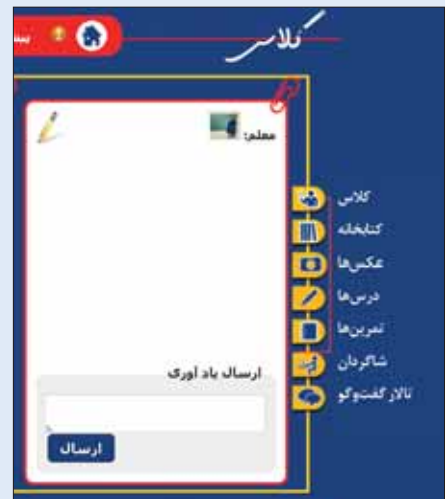 کلاس
معلم:
کلاس
کتابخانه
عکس‌ها
درس‌ها
تمرین‌ها
شاگردان
تالار گفت‌وگو
ارسال یاد آوری
ارسال